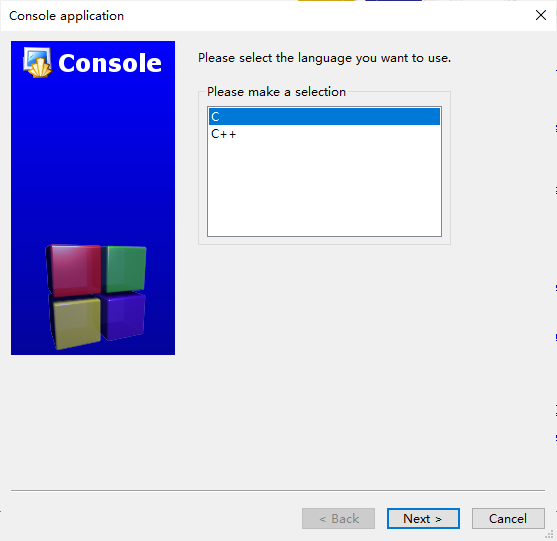 Console application
Console
Please select the language you want to use.
Please make a selection
C
C++
< Back
Next >
Cancel